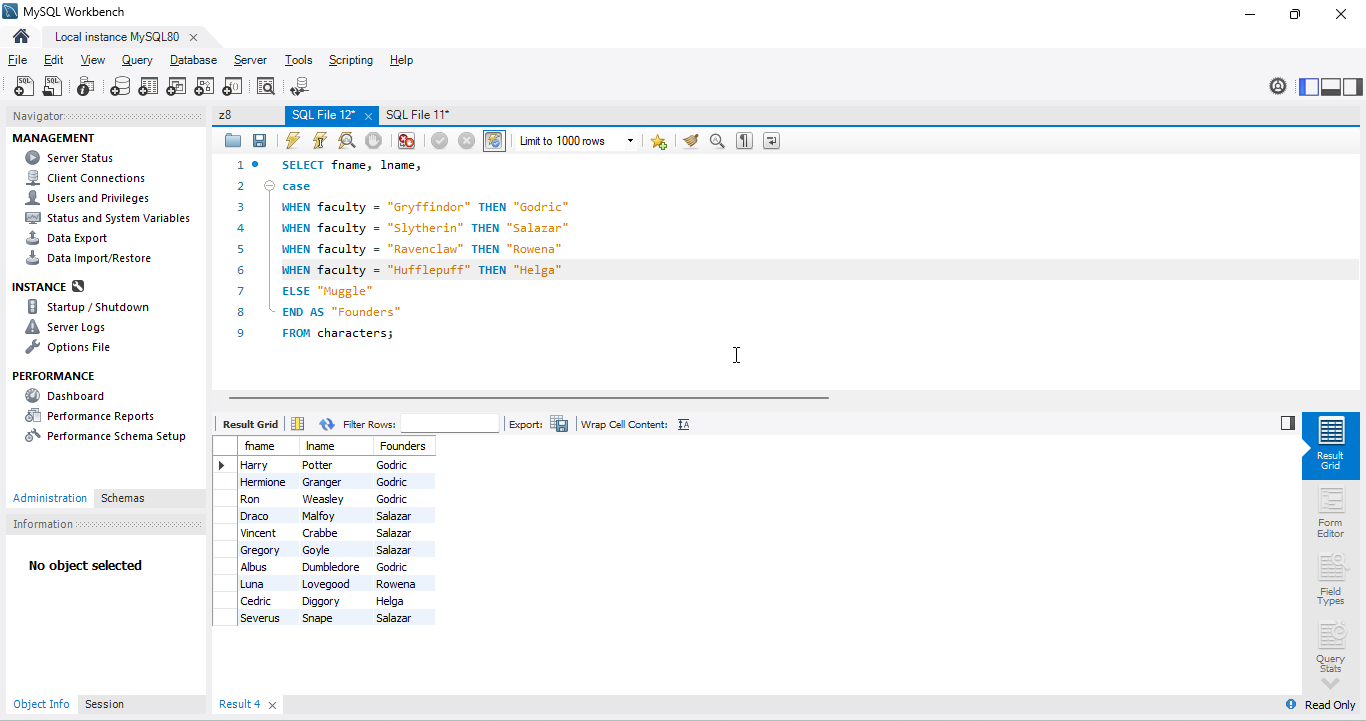 MySQL Workbench
Local instance MySQL80
File Edit View Query Database Server Tools Scripting Help
Navigator
MANAGEMENT
Server Status
Client Connections
Users and Privileges
Status and System Variables
Data Export
Data Import/Restore
INSTANCE
Startup / Shutdown
Server Logs
Options File
PERFORMANCE
Dashboard
Performance Reports
Performance Schema Setup
Administration Schemas
Information
No object selected
Object Info Session
z8 SQL File 12* SQL File 11*
Limit to 1000 rows
1 SELECT fname, lname,
2 case
3 WHEN faculty = "Gryffindor" THEN "Godric"
4 WHEN faculty = "Slytherin" THEN "Salazar"
5 WHEN faculty = "Ravenclaw" THEN "Rowena"
6 WHEN faculty = "Hufflepuff" THEN "Helga"
7 ELSE "Muggle"
8 END AS "Founders"
9 FROM characters;
Result Grid Filter Rows: Export: Wrap Cell Content:
fname lname Founders
Harry Potter Godric
Hermione Granger Godric
Ron Weasley Godric
Draco Malfoy Salazar
Vincent Crabbe Salazar
Gregory Goyle Salazar
Albus Dumbledore Godric
Luna Lovegood Rowena
Cedric Diggory Helga
Severus Snape Salazar
Result
Grid
Form
Editor
Field
Types
Query
Stats
Result 4
Read Only